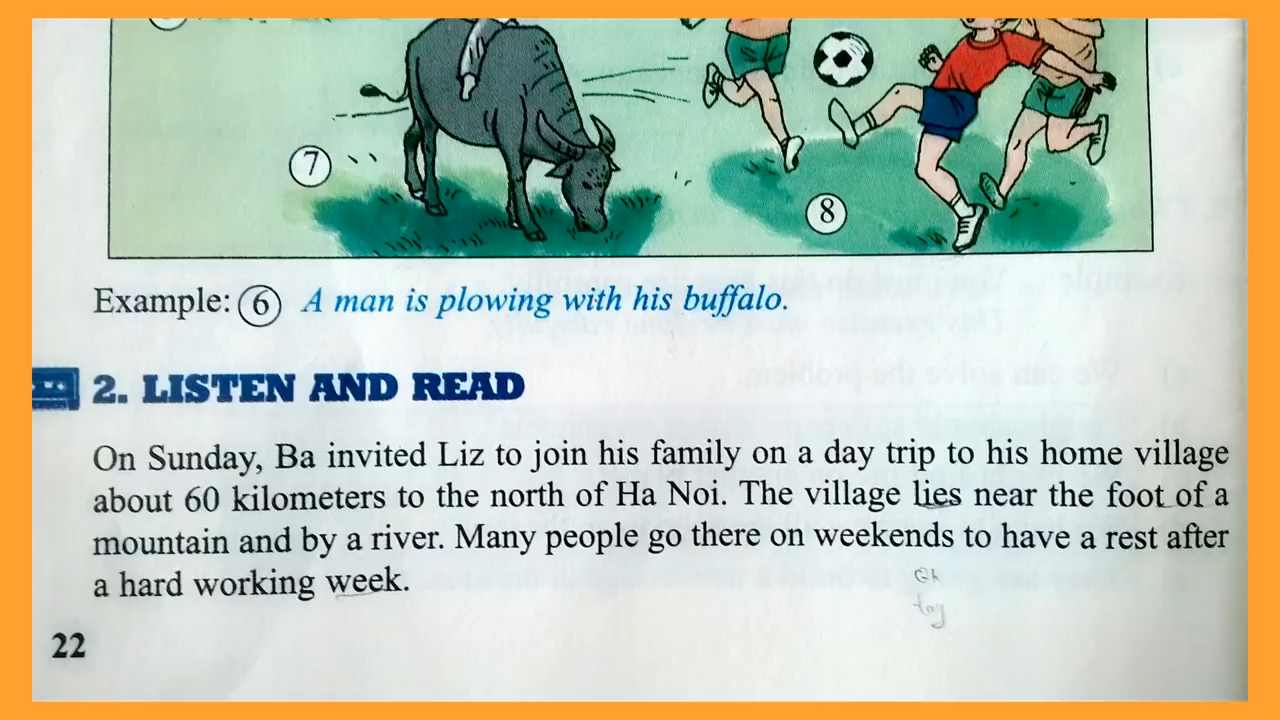 7
8
Example: 6 A man is plowing with his buffalo.
2. LISTEN AND READ
On Sunday, Ba invited Liz to join his family on a day trip to his home village
about 60 kilometers to the north of Ha Noi. The village lies near the foot of a
mountain and by a river. Many people go there on weekends to have a rest after
a hard working week.
22